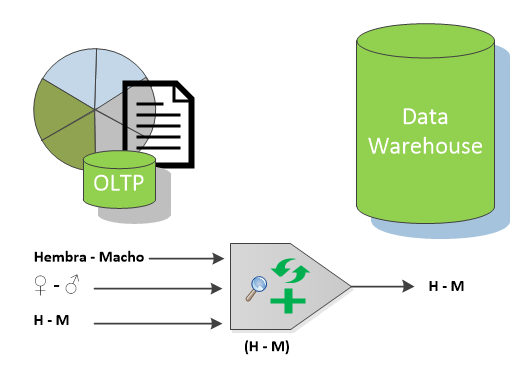 OLTP
Data
Warehouse
Hembra - Macho
♀ - ♂
H - M
(H - M)
H - M